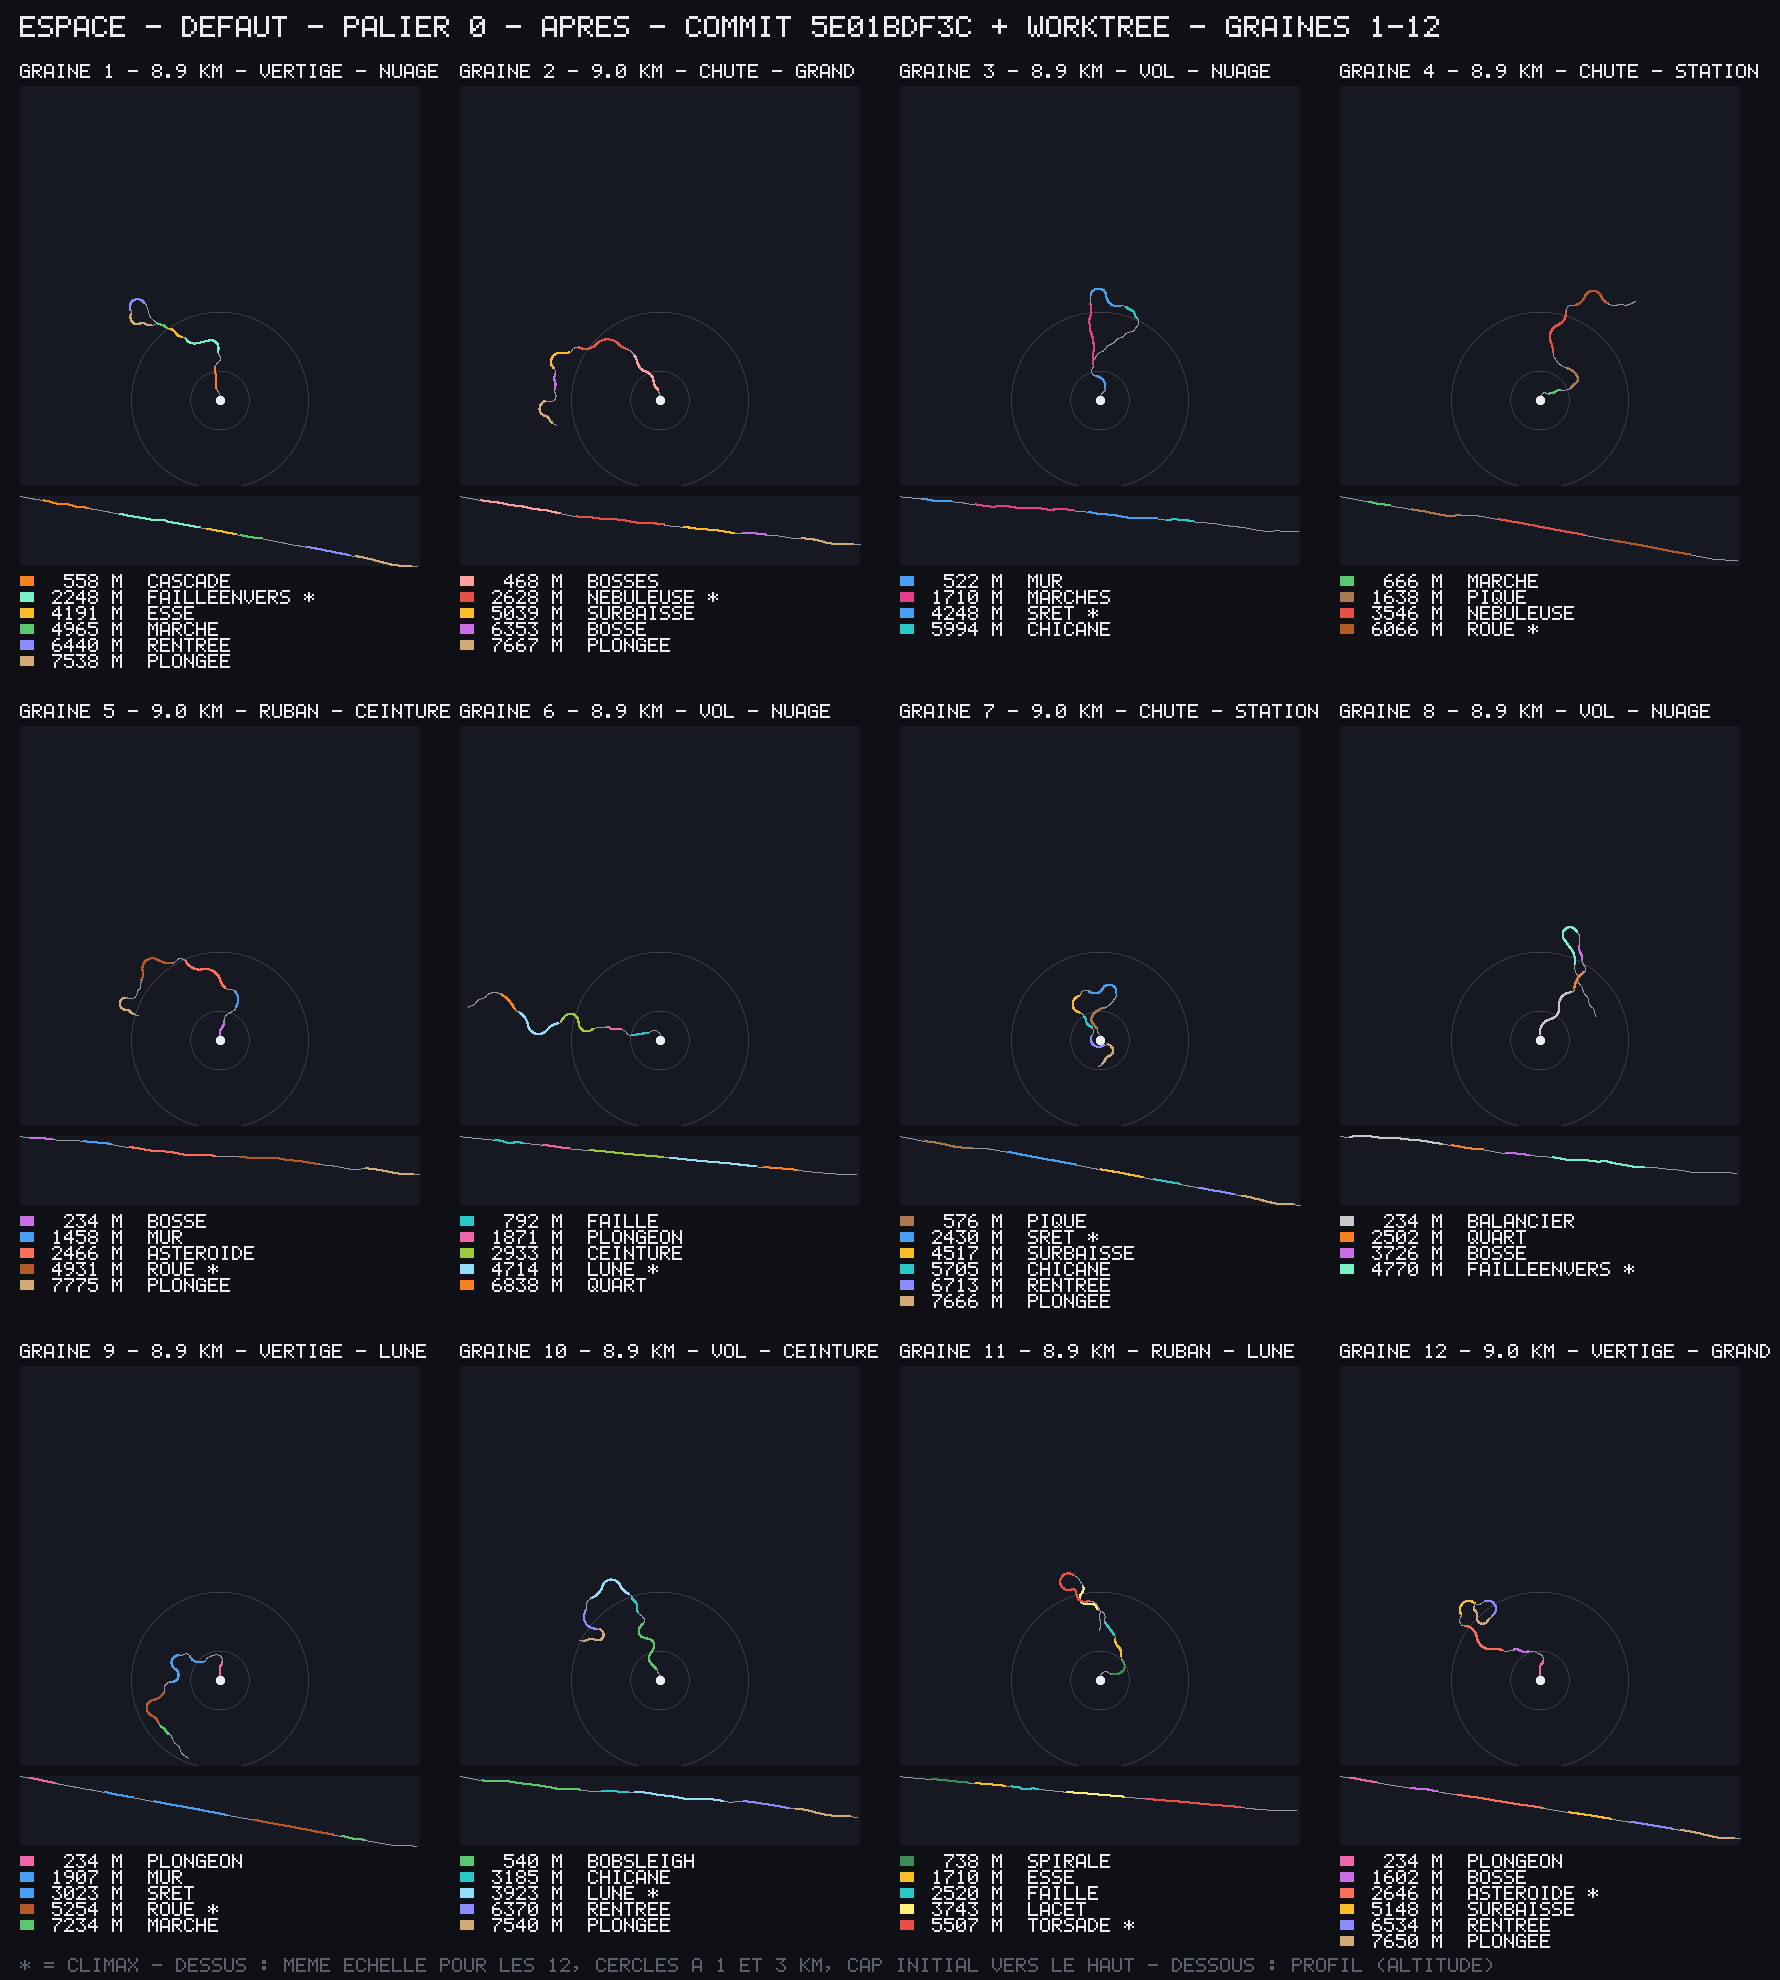 ESPACE - DEFAUT - PALIER 0 - APRES - COMMIT 5E01BDF3C + WORKTREE - GRAINES 1-12
GRAINE 1 - 8.9 KM - VERTIGE - NUAGE
558 M CASCADE
2248 M FAILLEENVERS *
4191 M ESSE
4965 M MARCHE
6440 M RENTREE
7538 M PLONGEE
GRAINE 2 - 9.0 KM - CHUTE - GRAND
468 M BOSSES
2628 M NEBULEUSE *
5039 M SURBAISSE
6353 M BOSSE
7667 M PLONGEE
GRAINE 3 - 8.9 KM - VOL - NUAGE
522 M MUR
1710 M MARCHES
4248 M SRET *
5994 M CHICANE
GRAINE 4 - 8.9 KM - CHUTE - STATION
666 M MARCHE
1638 M PIQUE
3546 M NEBULEUSE
6066 M ROUE *
GRAINE 5 - 9.0 KM - RUBAN - CEINTURE
234 M BOSSE
1458 M MUR
2466 M ASTEROIDE
4931 M ROUE *
7775 M PLONGEE
GRAINE 6 - 8.9 KM - VOL - NUAGE
792 M FAILLE
1871 M PLONGEON
2933 M CEINTURE
4714 M LUNE *
6838 M QUART
GRAINE 7 - 9.0 KM - CHUTE - STATION
576 M PIQUE
2430 M SRET *
4517 M SURBAISSE
5705 M CHICANE
6713 M RENTREE
7666 M PLONGEE
GRAINE 8 - 8.9 KM - VOL - NUAGE
234 M BALANCIER
2502 M QUART
3726 M BOSSE
4770 M FAILLEENVERS *
GRAINE 9 - 8.9 KM - VERTIGE - LUNE
234 M PLONGEON
1907 M MUR
3023 M SRET
5254 M ROUE *
7234 M MARCHE
GRAINE 10 - 8.9 KM - VOL - CEINTURE
540 M BOBSLEIGH
3185 M CHICANE
3923 M LUNE *
6370 M RENTREE
7540 M PLONGEE
GRAINE 11 - 8.9 KM - RUBAN - LUNE
738 M SPIRALE
1710 M ESSE
2520 M FAILLE
3743 M LACET
5507 M TORSADE *
GRAINE 12 - 9.0 KM - VERTIGE - GRAND
234 M PLONGEON
1602 M BOSSE
2646 M ASTEROIDE *
5148 M SURBAISSE
6534 M RENTREE
7650 M PLONGEE
* = CLIMAX - DESSUS : MEME ECHELLE POUR LES 12, CERCLES A 1 ET 3 KM, CAP INITIAL VERS LE HAUT - DESSOUS : PROFIL (ALTITUDE)